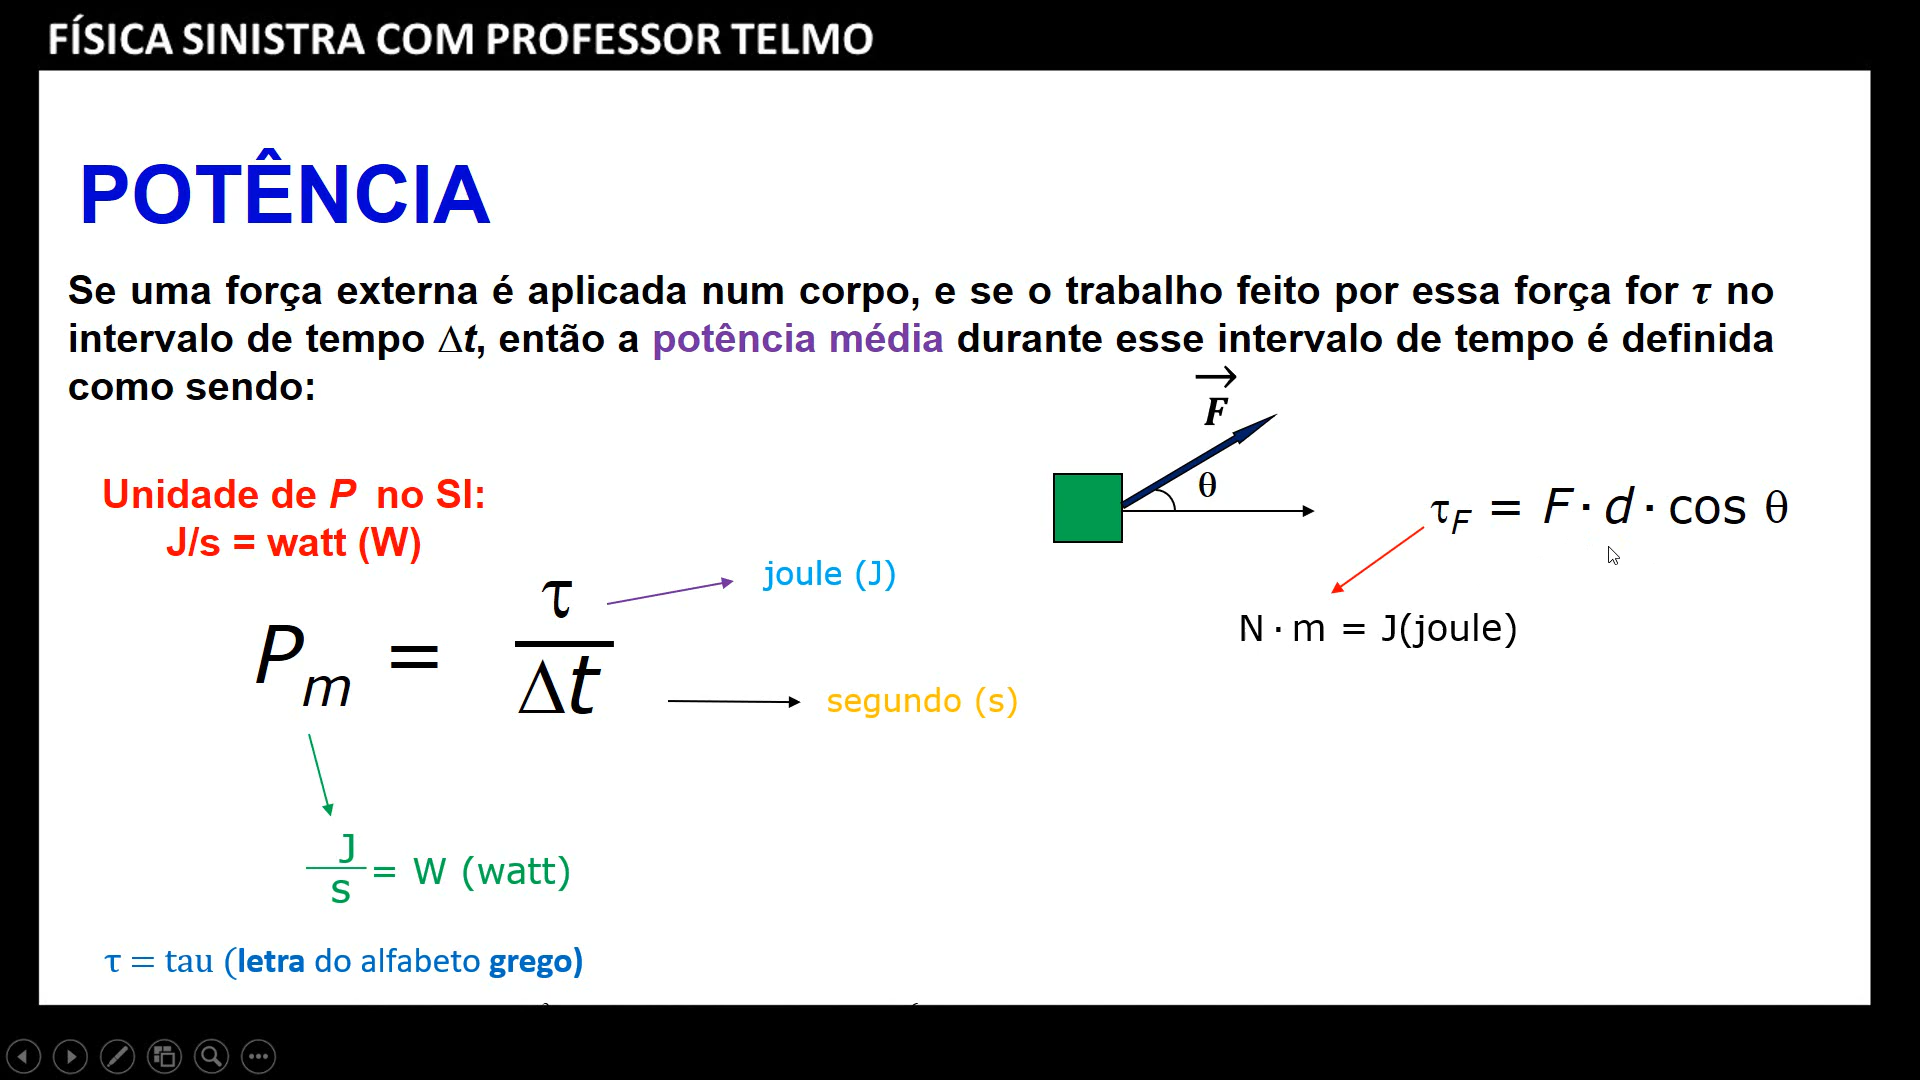 FÍSICA SINISTRA COM PROFESSOR TELMO
POTÊNCIA
Se uma força externa é aplicada num corpo, e se o trabalho feito por essa força for τ no
intervalo de tempo Δt, então a potência média durante esse intervalo de tempo é definida
como sendo:
F
θ
τF = F · d · cos θ
N · m = J(joule)
Unidade de P no SI:
J/s = watt (W)
Pm = τ / Δt
joule (J)
segundo (s)
J / s = W (watt)
τ = tau (letra do alfabeto grego)